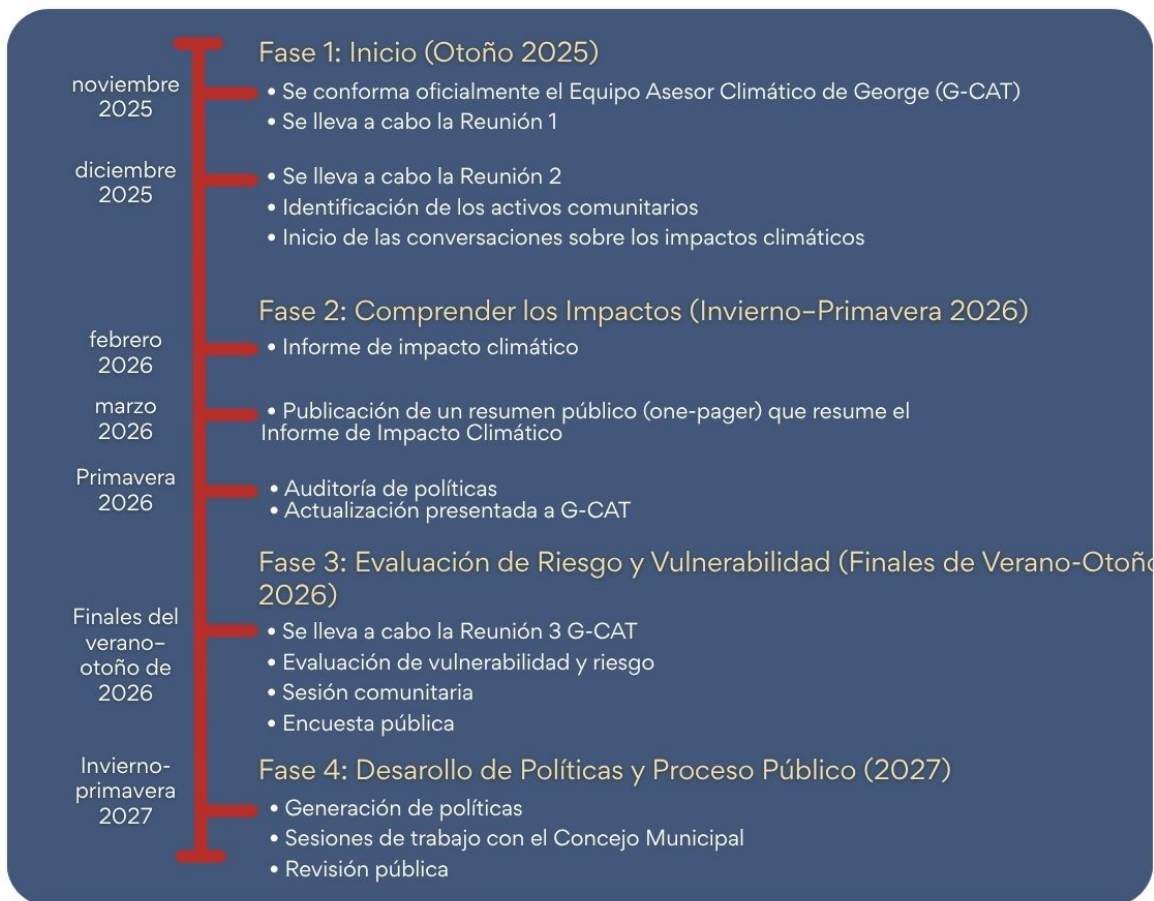 Fase 1: Inicio (Otoño 2025)
noviembre
2025
• Se conforma oficialmente el Equipo Asesor Climático de George (G-CAT)
• Se lleva a cabo la Reunión 1
diciembre
2025
• Se lleva a cabo la Reunión 2
• Identificación de los activos comunitarios
• Inicio de las conversaciones sobre los impactos climáticos
Fase 2: Comprender los Impactos (Invierno–Primavera 2026)
febrero
2026
• Informe de impacto climático
marzo
2026
• Publicación de un resumen público (one-pager) que resume el
Informe de Impacto Climático
Primavera
2026
• Auditoría de políticas
• Actualización presentada a G-CAT
Fase 3: Evaluación de Riesgo y Vulnerabilidad (Finales de Verano-Otoño
2026)
Finales del
verano–
otoño de
2026
• Se lleva a cabo la Reunión 3 G-CAT
• Evaluación de vulnerabilidad y riesgo
• Sesión comunitaria
• Encuesta pública
Fase 4: Desarollo de Políticas y Proceso Público (2027)
Invierno-
primavera
2027
• Generación de políticas
• Sesiones de trabajo con el Concejo Municipal
• Revisión pública